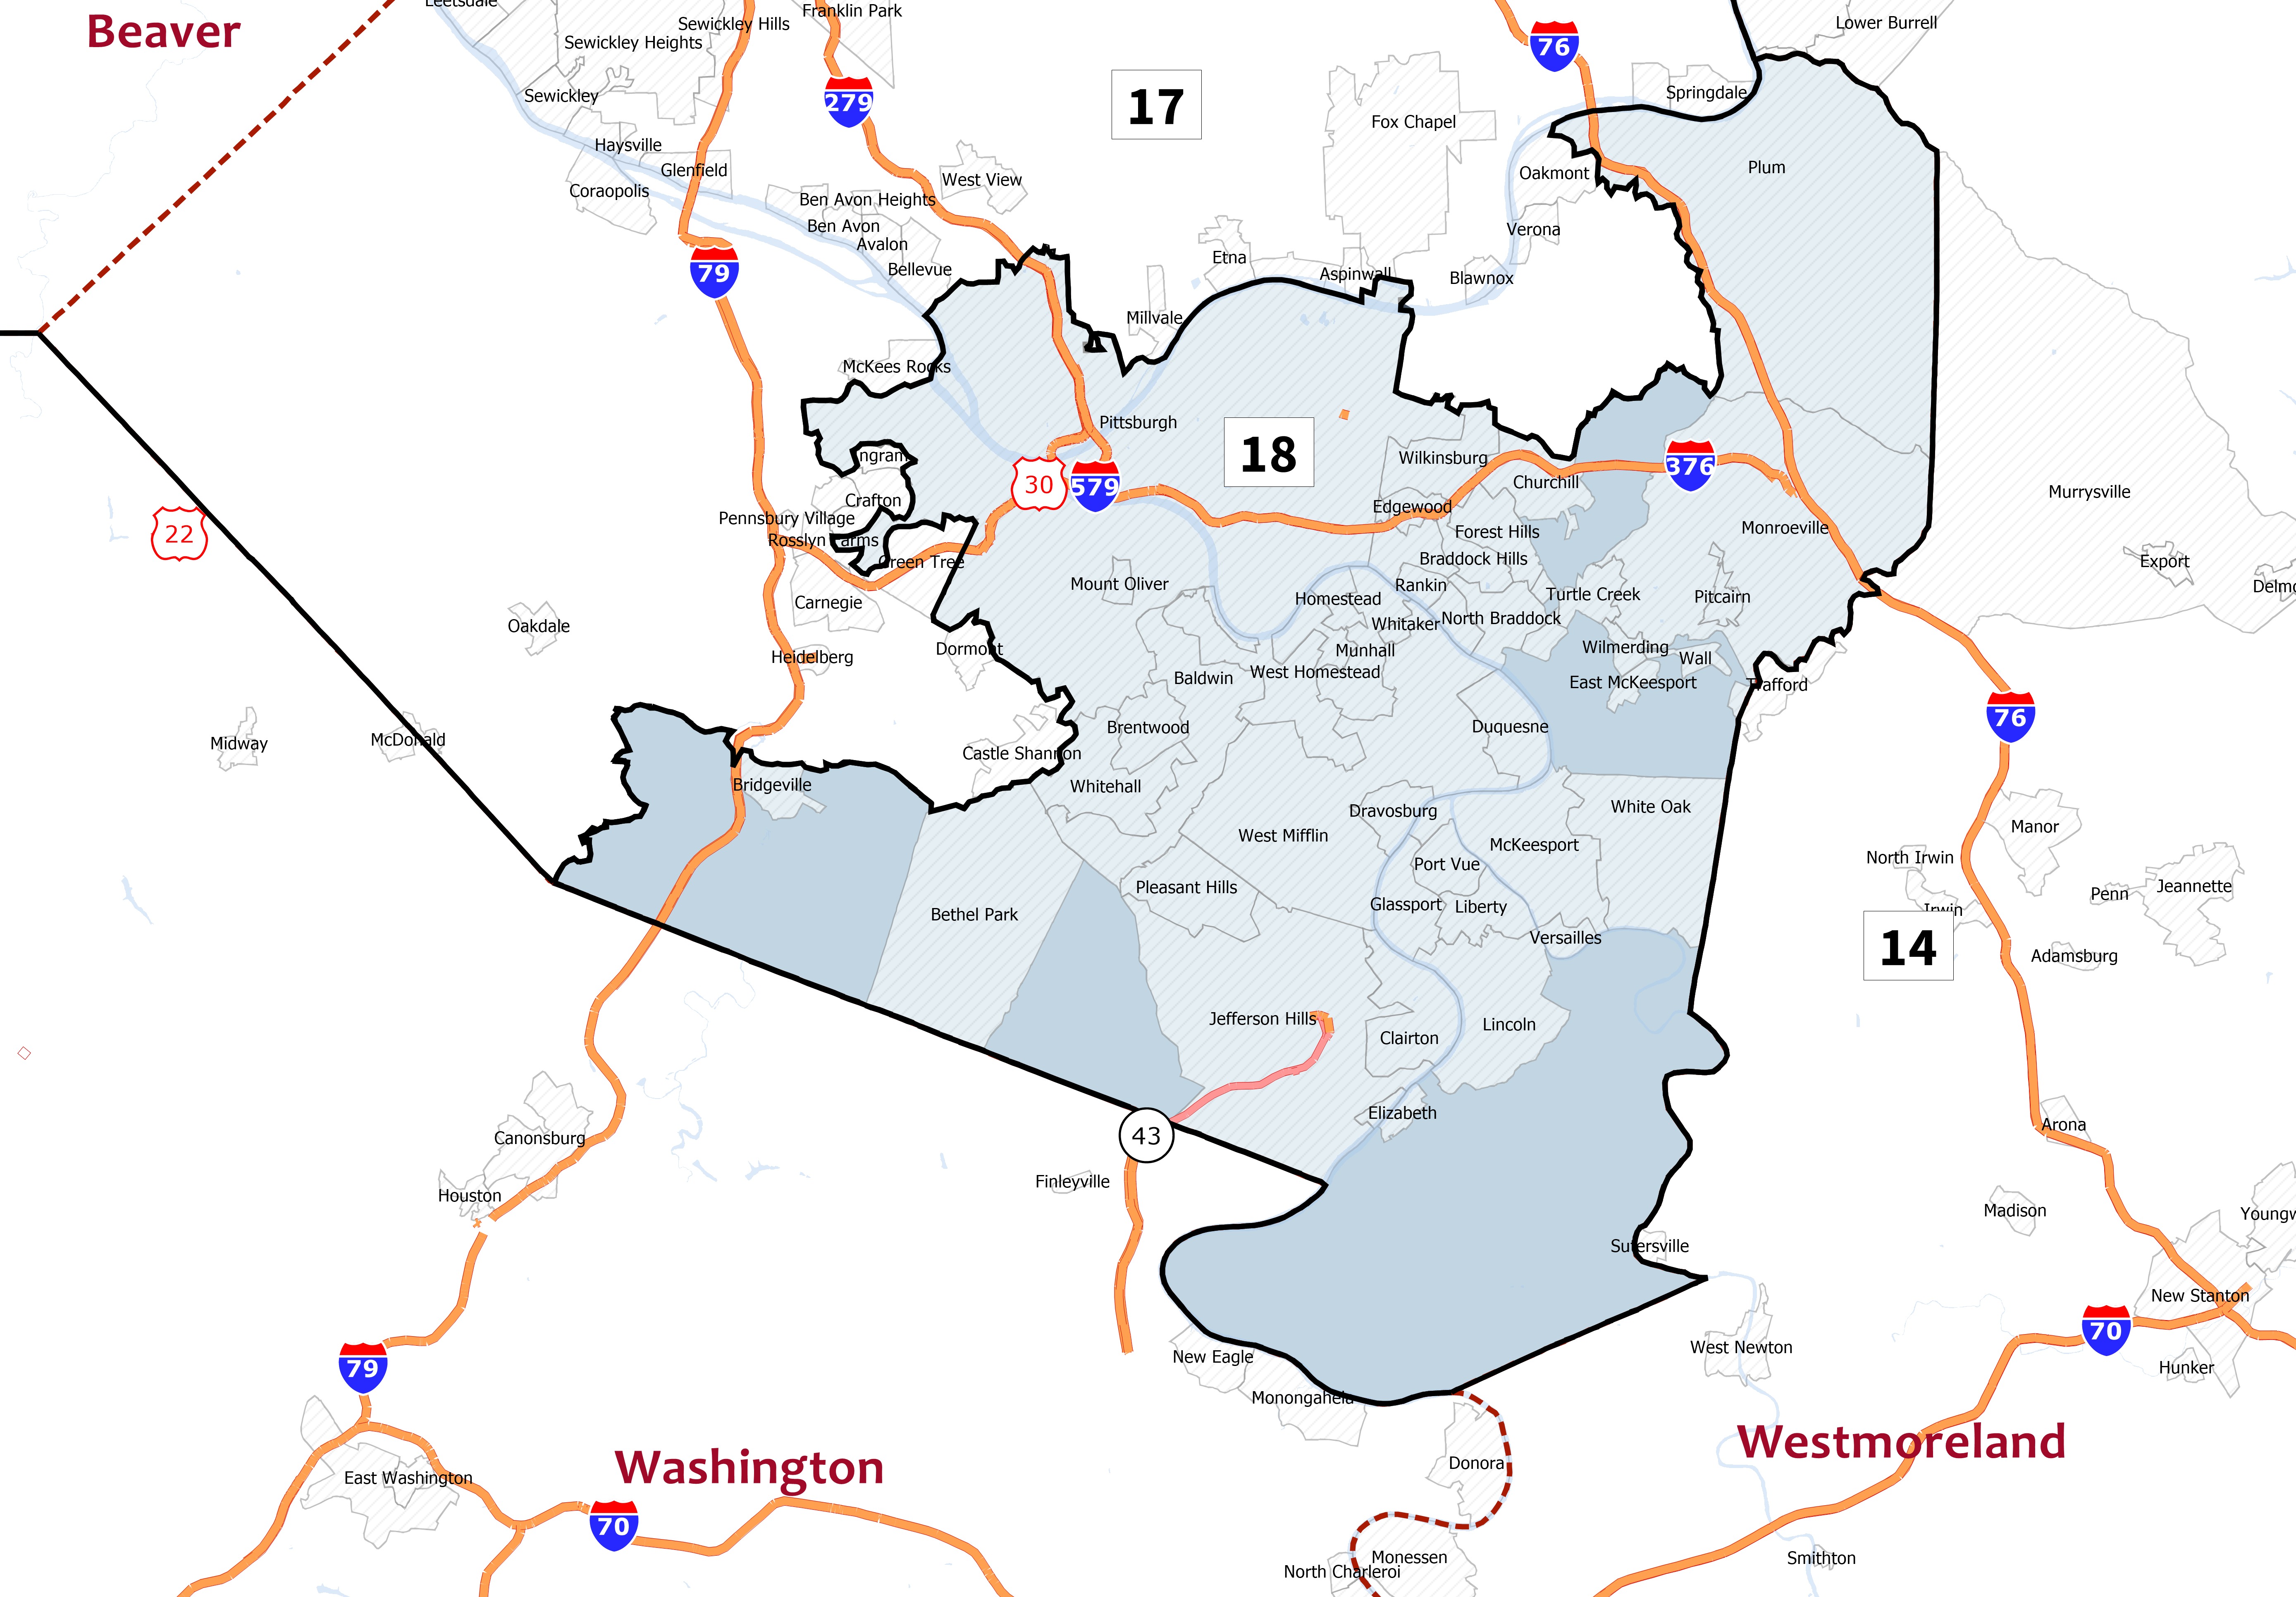 Leetsdale
Beaver
Sewickley Hills
Franklin Park
Lower Burrell
Sewickley Heights
76
279
17
Sewickley
Springdale
Fox Chapel
Haysville
Glenfield
Coraopolis
West View
Oakmont
Plum
Ben Avon Heights
Ben Avon
Avalon
Verona
Bellevue
79
Etna
Aspinwall
Blawnox
Millvale
McKees Rocks
Pittsburgh
18
Ingram
Wilkinsburg
376
Churchill
30
579
Crafton
Murrysville
Edgewood
Pennsbury Village
Rosslyn Farms
22
Forest Hills
Monroeville
Green Tree
Braddock Hills
Export
Mount Oliver
Rankin
Delmo
Carnegie
Homestead
Turtle Creek
Pitcairn
Oakdale
Whitaker
North Braddock
Heidelberg
Dormont
Munhall
Wilmerding
Wall
Baldwin
West Homestead
East McKeesport
Trafford
76
Midway
McDonald
Brentwood
Duquesne
Castle Shannon
Bridgeville
Whitehall
Dravosburg
White Oak
West Mifflin
McKeesport
Manor
North Irwin
Port Vue
Pleasant Hills
Jeannette
Penn
Glassport
Liberty
Irwin
Bethel Park
Versailles
14
Adamsburg
Jefferson Hills
Lincoln
Clairton
Elizabeth
Arona
43
Canonsburg
Finleyville
Houston
Madison
Youngw
Sutersville
New Stanton
70
West Newton
New Eagle
79
Hunker
Monongahela
Westmoreland
Washington
Donora
East Washington
70
Monessen
Smithton
North Charleroi